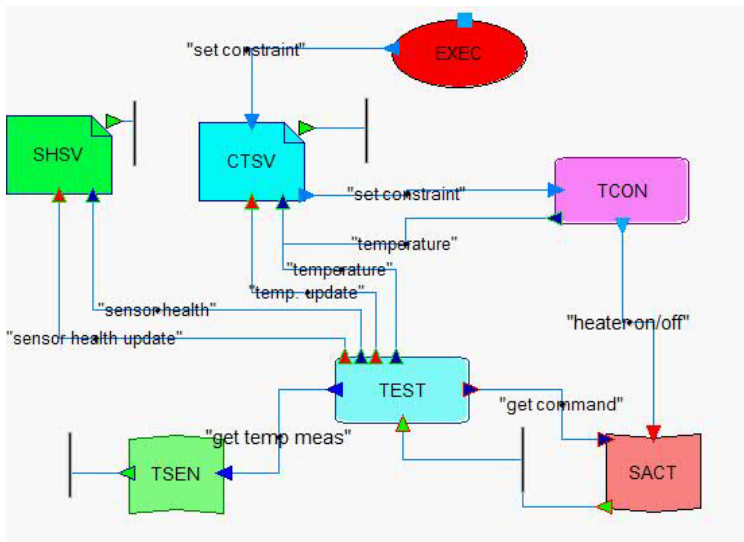 "set constraint"
EXEC
SHSV
CTSV
TCON
"set constraint"
"temperature"
"temperature"
"temp. update"
"sensor health"
"heater on/off"
"sensor health update"
TEST
"get command"
"get temp meas"
TSEN
SACT